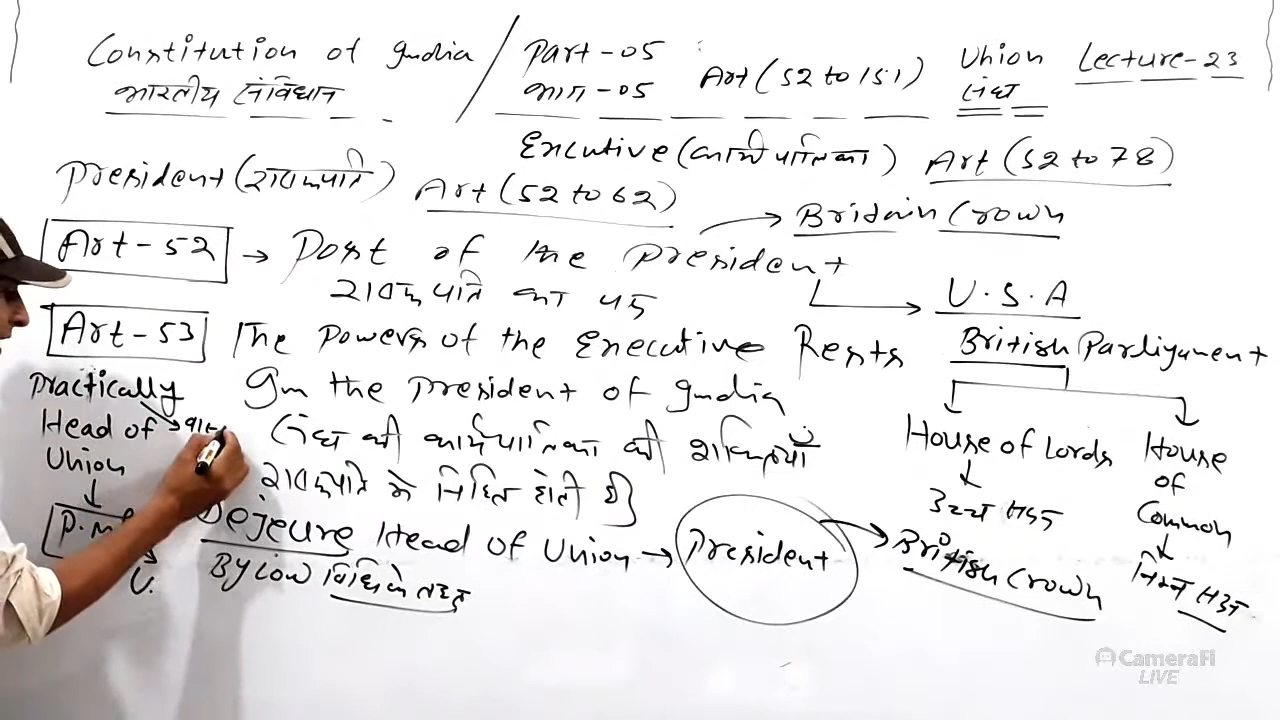 Constitution of India / Part-05 Art (52 to 151) Union Lecture-23
भारतीय संविधान भाग-05 संघ
Executive (कार्यपालिका) Art (52 to 78)
President (राष्ट्रपति) Art (52 to 62)
Britain Crown
Art-52 → Post of the President
राष्ट्रपति का पद
U.S.A
Art-53 The Powers of the Executive Rests
In the President of India
British Pardiyament
Practically
Head of
Union
P.M
U.
(संघ की कार्यपालिका की शक्तियाँ
राष्ट्रपति में निहित होती है)
House of Lords
उच्च सदन
House
of
Common
निम्न सदन
Dejeure Head of Union → President
By Low विधि के तहत
British Crown
CameraFi
LIVE